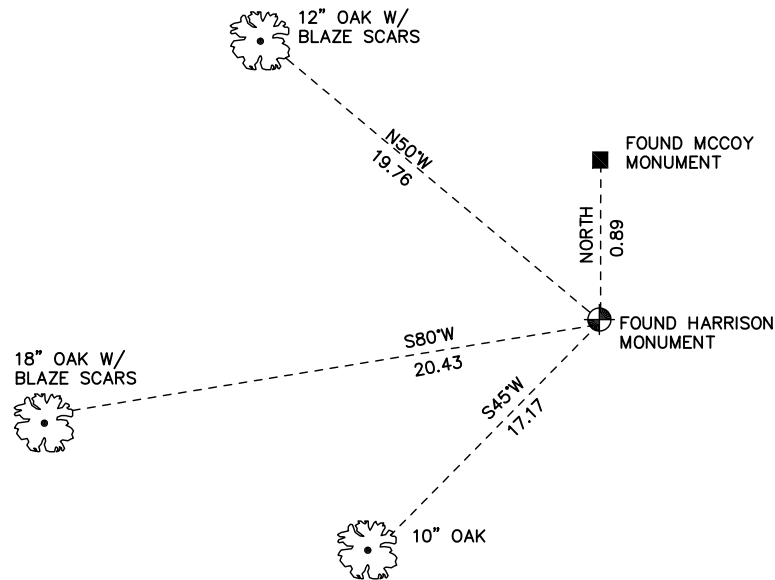 12" OAK W/
BLAZE SCARS
N50°W
19.76
FOUND MCCOY
MONUMENT
NORTH
0.89
FOUND HARRISON
MONUMENT
S80°W
20.43
18" OAK W/
BLAZE SCARS
S45°W
17.17
10" OAK